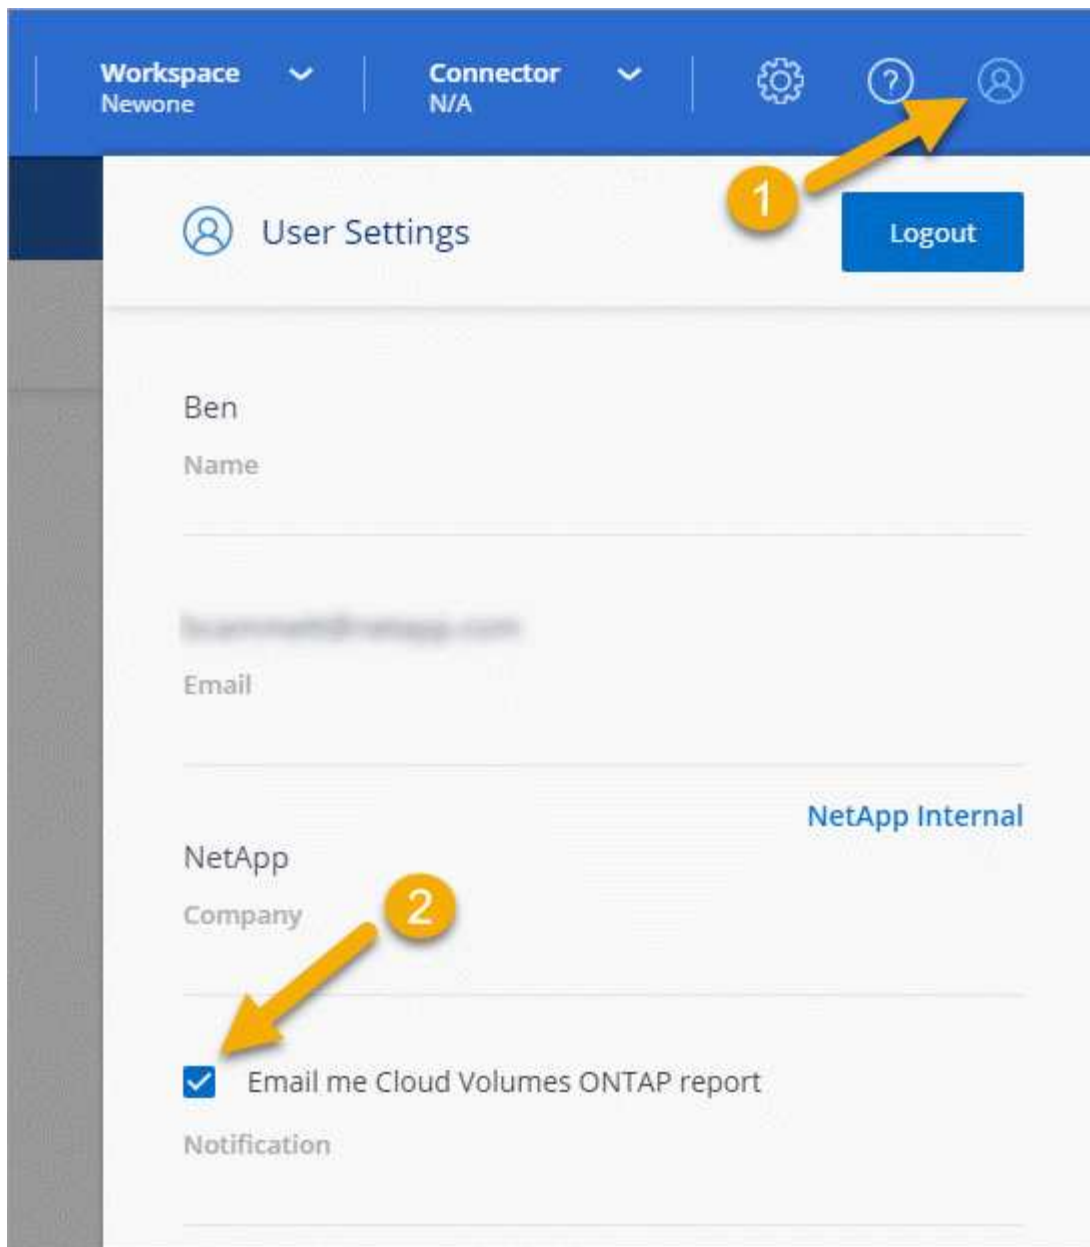 Workspace
Newone
Connector
N/A
1
User Settings
Logout
Ben
Name
Email
NetApp Internal
NetApp
Company
2
Email me Cloud Volumes ONTAP report
Notification